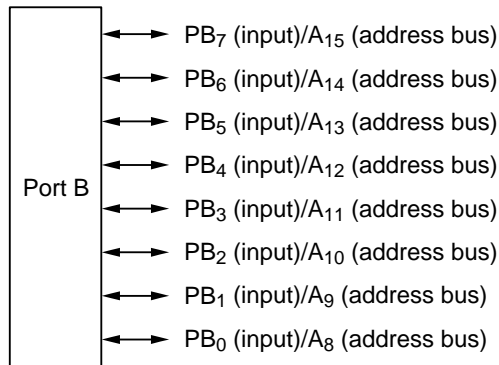 PB7 (input)/A15 (address bus)
PB6 (input)/A14 (address bus)
PB5 (input)/A13 (address bus)
PB4 (input)/A12 (address bus)
Port B
PB3 (input)/A11 (address bus)
PB2 (input)/A10 (address bus)
PB1 (input)/A9 (address bus)
PB0 (input)/A8 (address bus)